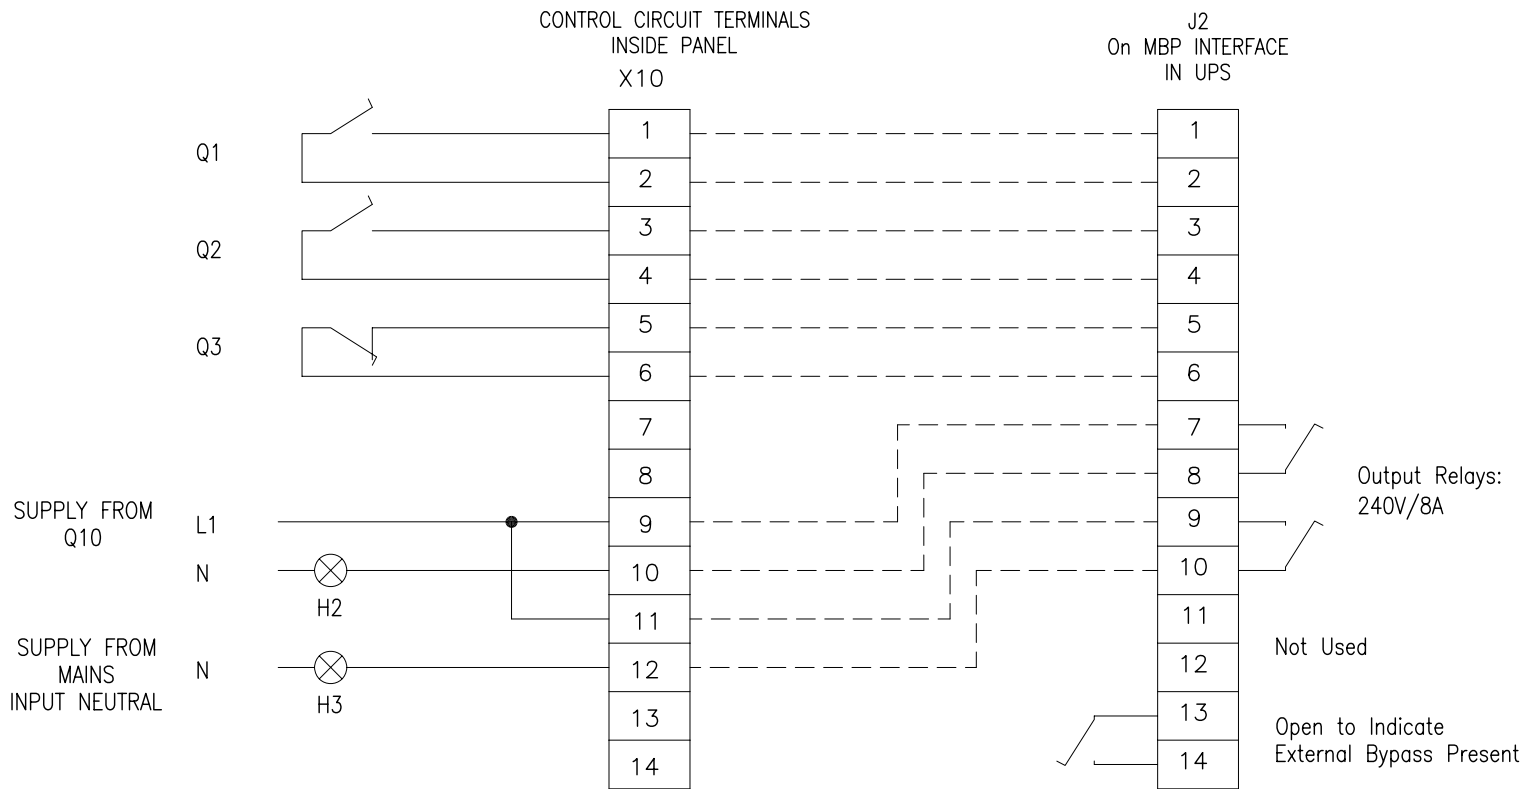 CONTROL CIRCUIT TERMINALS
INSIDE PANEL
X10
J2
On MBP INTERFACE
IN UPS
Q1
1
2
1
2
Q2
3
4
3
4
Q3
5
6
5
6
7
8
7
8
Output Relays:
240V/8A
SUPPLY FROM
Q10
L1
9
9
N
H2
10
10
11
11
SUPPLY FROM
MAINS
INPUT NEUTRAL
N
H3
12
12
Not Used
13
13
14
14
Open to Indicate
External Bypass Present